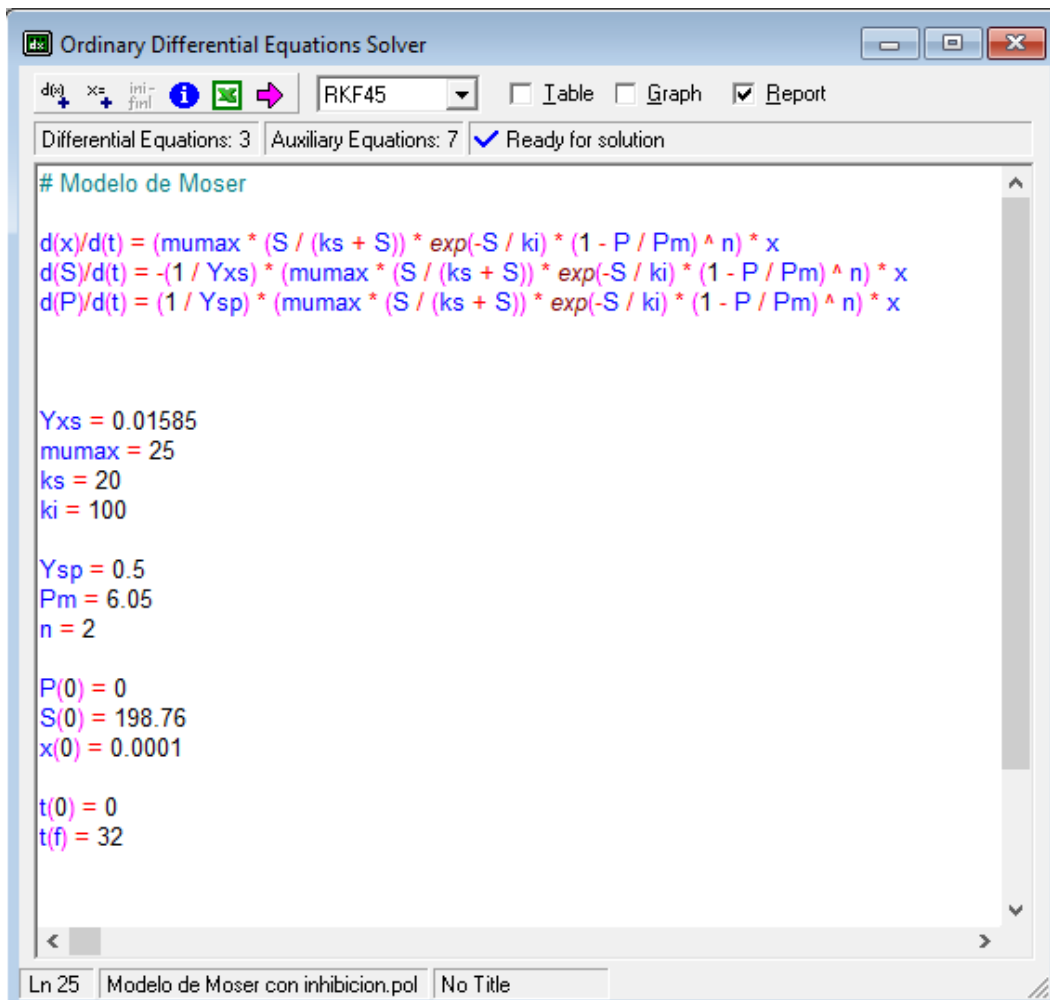 Ordinary Differential Equations Solver
d(x) x= ini- finl RKF45 Table Graph Report
Differential Equations: 3 Auxiliary Equations: 7 Ready for solution
# Modelo de Moser
d(x)/d(t) = (mumax * (S / (ks + S)) * exp(-S / ki) * (1 - P / Pm) ^ n) * x
d(S)/d(t) = -(1 / Yxs) * (mumax * (S / (ks + S)) * exp(-S / ki) * (1 - P / Pm) ^ n) * x
d(P)/d(t) = (1 / Ysp) * (mumax * (S / (ks + S)) * exp(-S / ki) * (1 - P / Pm) ^ n) * x
Yxs = 0.01585
mumax = 25
ks = 20
ki = 100
Ysp = 0.5
Pm = 6.05
n = 2
P(0) = 0
S(0) = 198.76
x(0) = 0.0001
t(0) = 0
t(f) = 32
Ln 25 Modelo de Moser con inhibicion.pol No Title